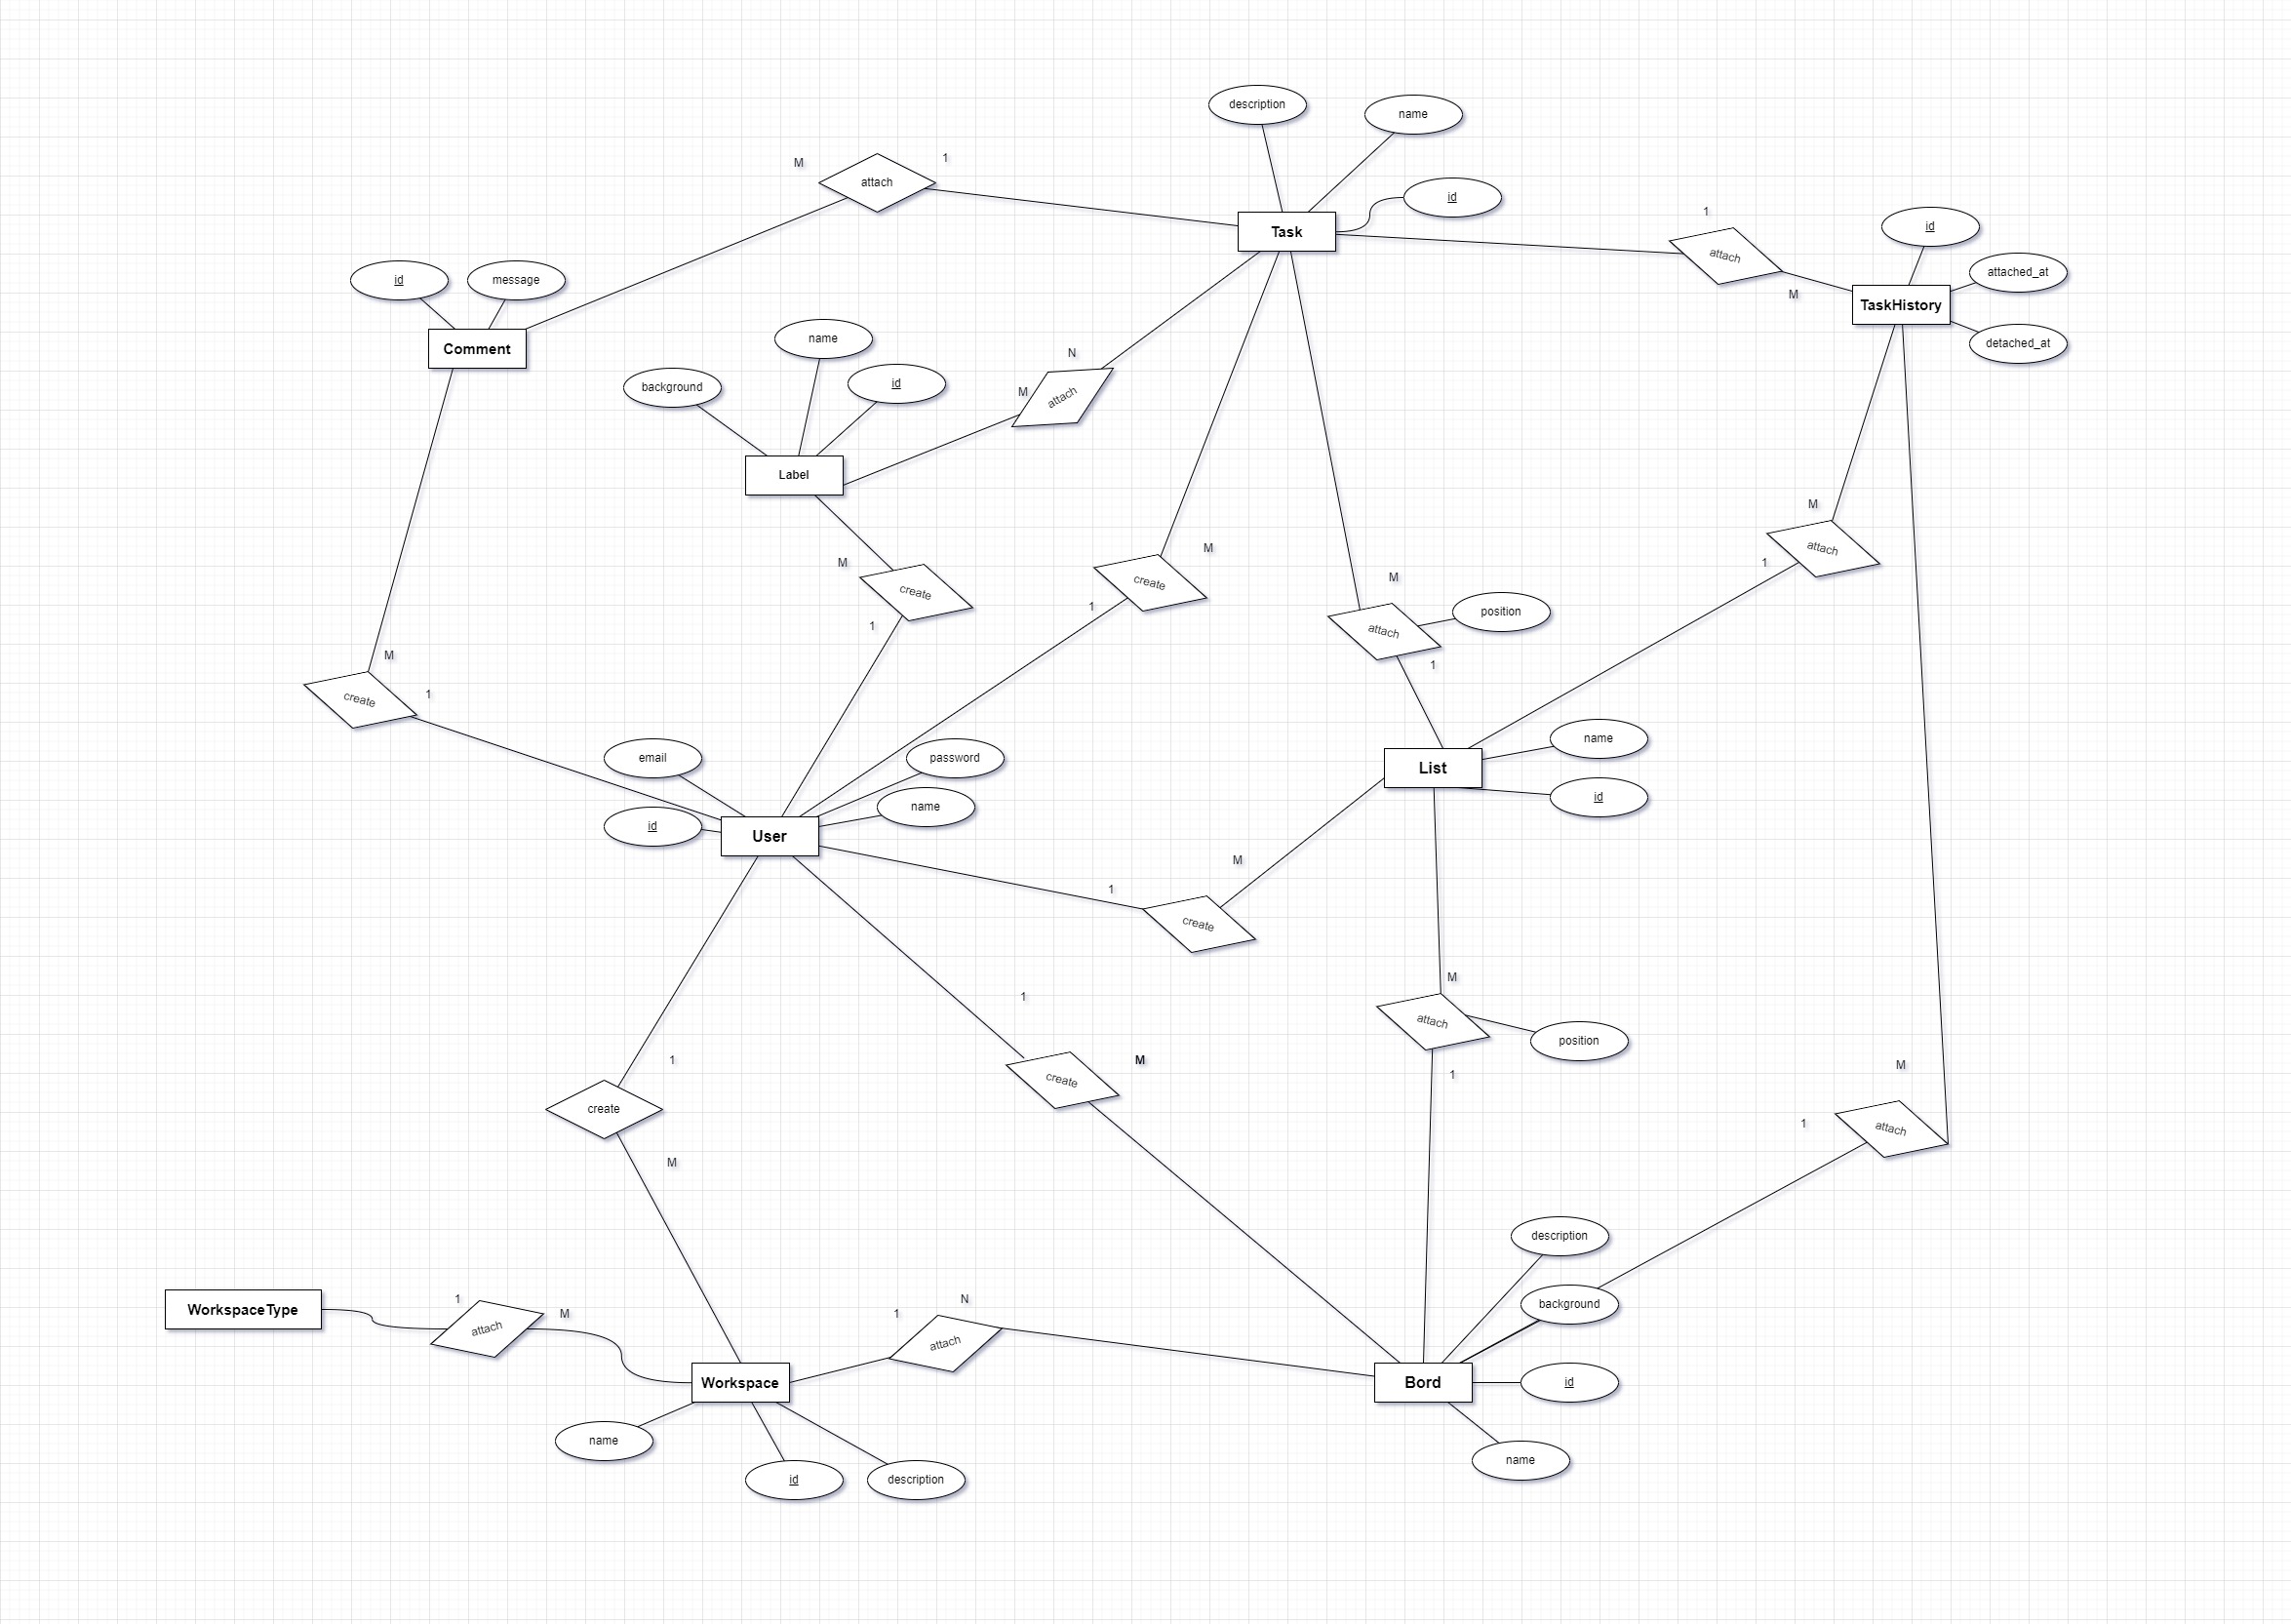 description
name
M
1
attach
id
Task
1
id
attach
attached_at
M
TaskHistory
detached_at
id
message
Comment
name
background
id
N
M
attach
Label
M
attach
1
M
create
1
M
create
1
M
attach
position
1
M
create
1
email
password
name
id
User
name
List
id
M
1
create
M
attach
position
1
1
create
M
1
create
M
M
1
attach
description
background
WorkspaceType
1
attach
M
N
1
attach
Workspace
Bord
id
name
id
description
name